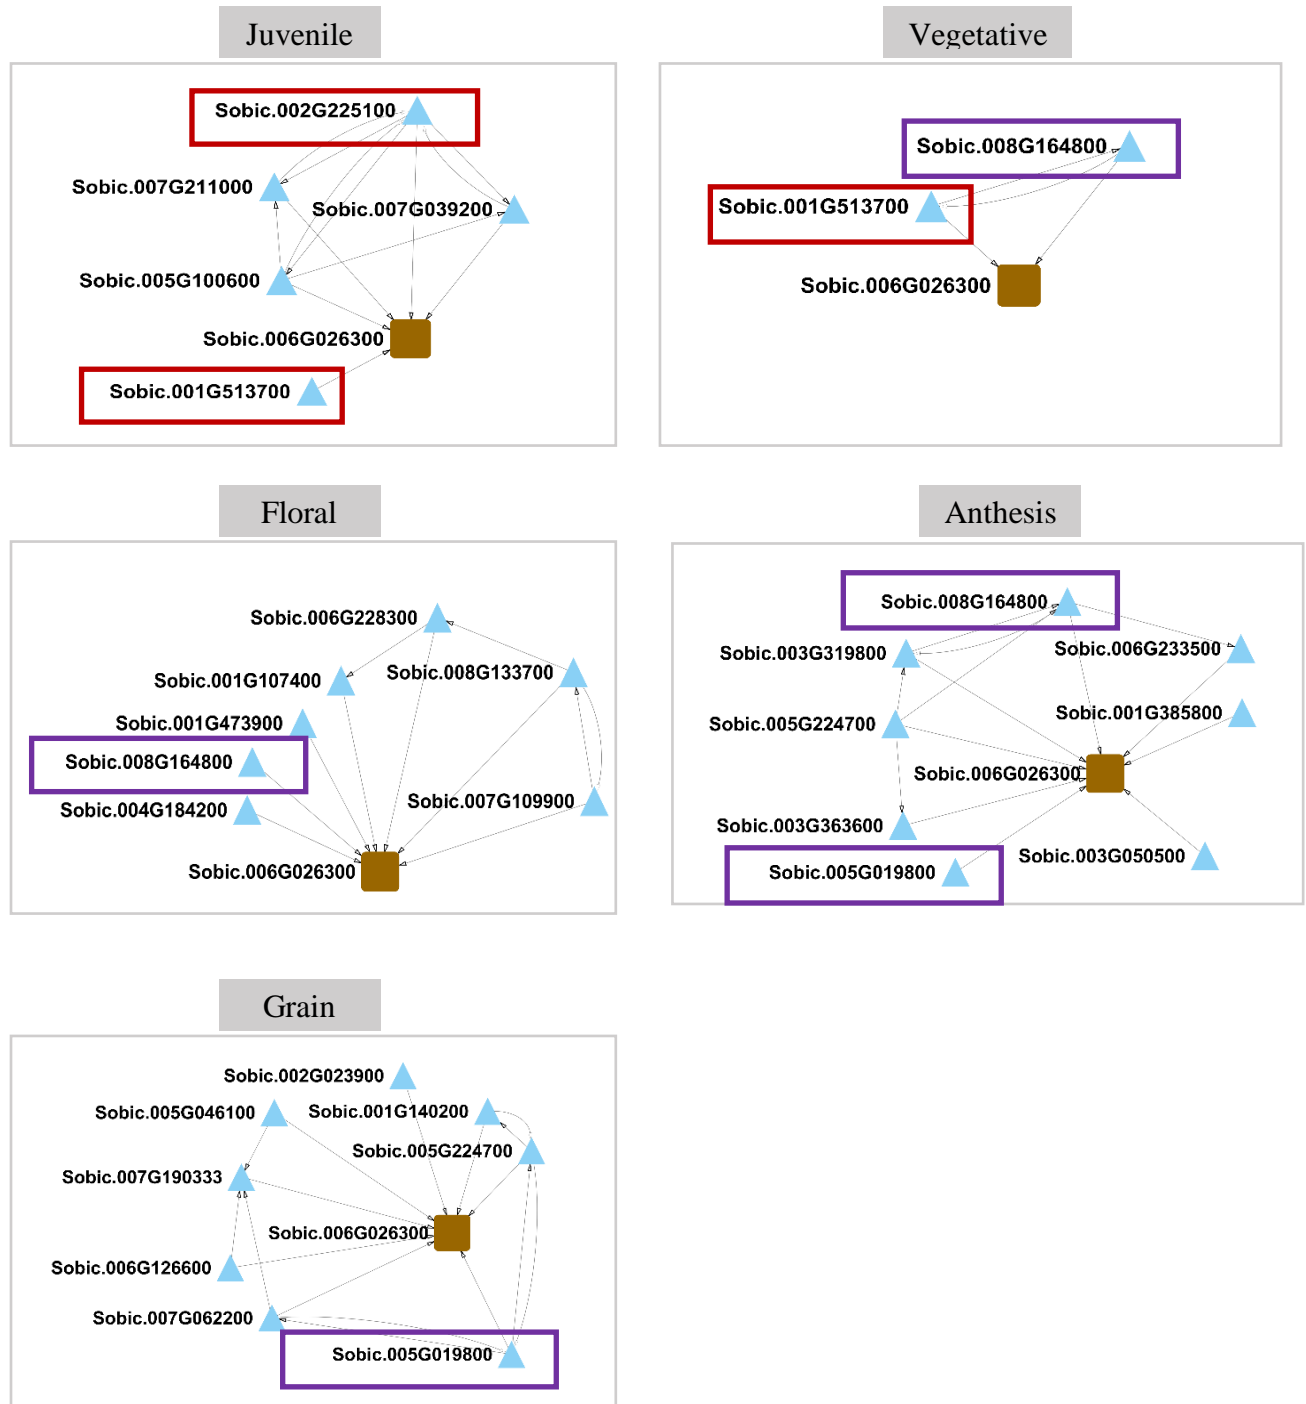 Juvenile
Sobic.002G225100
Sobic.007G211000
Sobic.007G039200
Sobic.005G100600
Sobic.006G026300
Sobic.001G513700
Vegetative
Sobic.008G164800
Sobic.001G513700
Sobic.006G026300
Floral
Sobic.006G228300
Sobic.008G133700
Sobic.001G107400
Sobic.001G473900
Sobic.008G164800
Sobic.007G109900
Sobic.004G184200
Sobic.006G026300
Anthesis
Sobic.008G164800
Sobic.003G319800
Sobic.006G233500
Sobic.001G385800
Sobic.005G224700
Sobic.006G026300
Sobic.003G363600
Sobic.003G050500
Sobic.005G019800
Grain
Sobic.002G023900
Sobic.005G046100
Sobic.001G140200
Sobic.005G224700
Sobic.007G190333
Sobic.006G026300
Sobic.006G126600
Sobic.007G062200
Sobic.005G019800